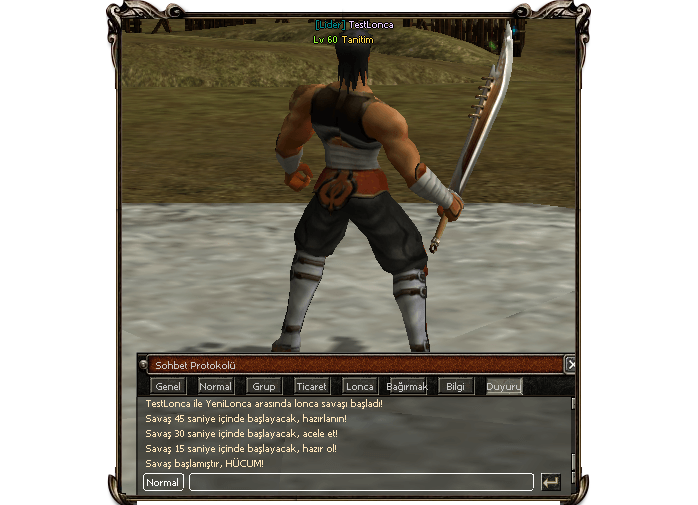 [Lider] TestLonca
Lv 60 Tanitim
Sohbet Protokolü
Genel Normal Grup Ticaret Lonca Bağırmak Bilgi Duyuru
TestLonca ile YeniLonca arasında lonca savaşı başladı!
Savaş 45 saniye içinde başlayacak, hazırlanın!
Savaş 30 saniye içinde başlayacak, acele et!
Savaş 15 saniye içinde başlayacak, hazır ol!
Savaş başlamıştır, HÜCUM!
Normal